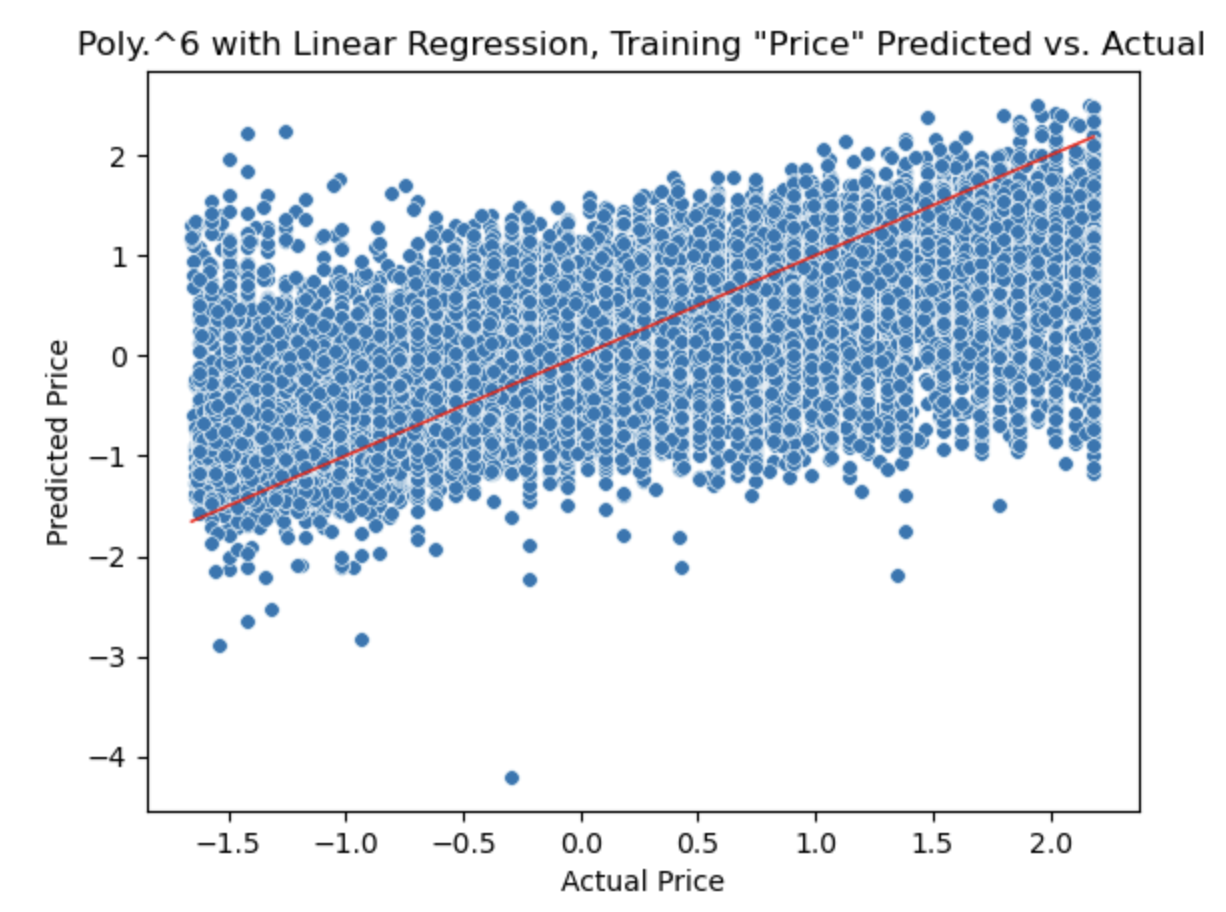 Poly.^6 with Linear Regression, Training "Price" Predicted vs. Actual
Predicted Price
2
1
0
−1
−2
−3
−4
−1.5 −1.0 −0.5 0.0 0.5 1.0 1.5 2.0
Actual Price